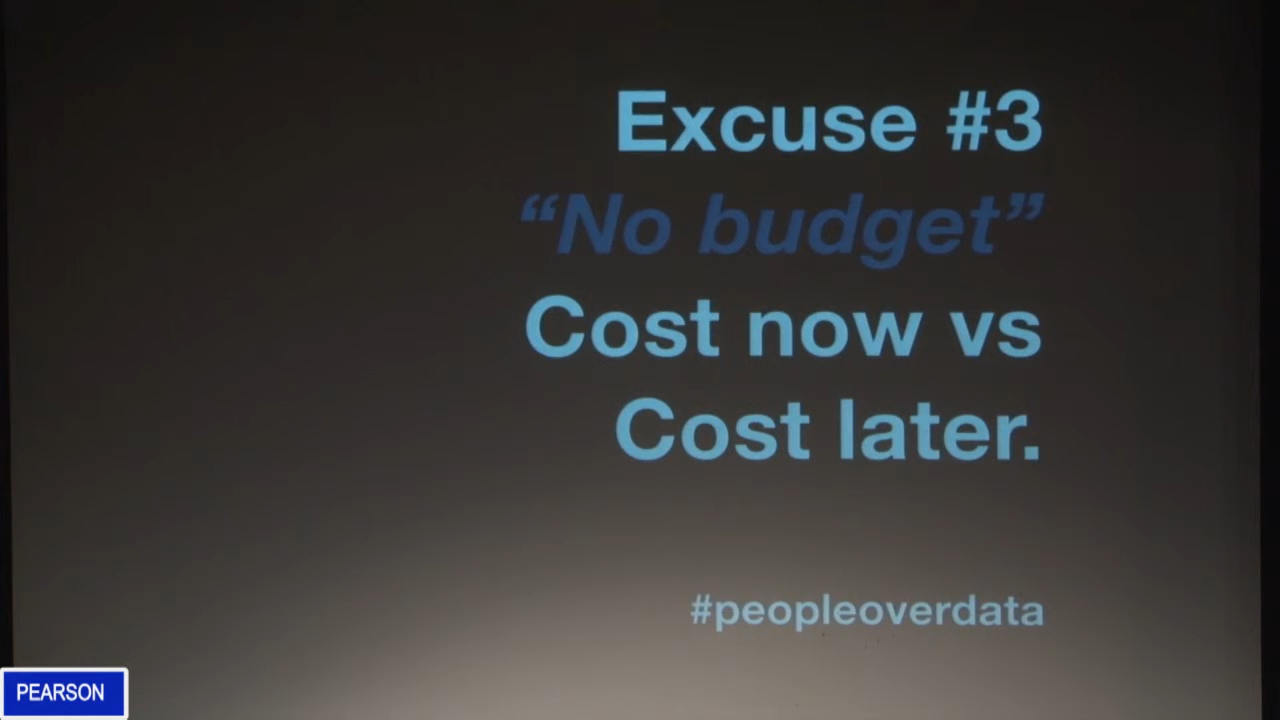 Excuse #3
“No budget”
Cost now vs
Cost later.
#peopleoverdata
PEARSON